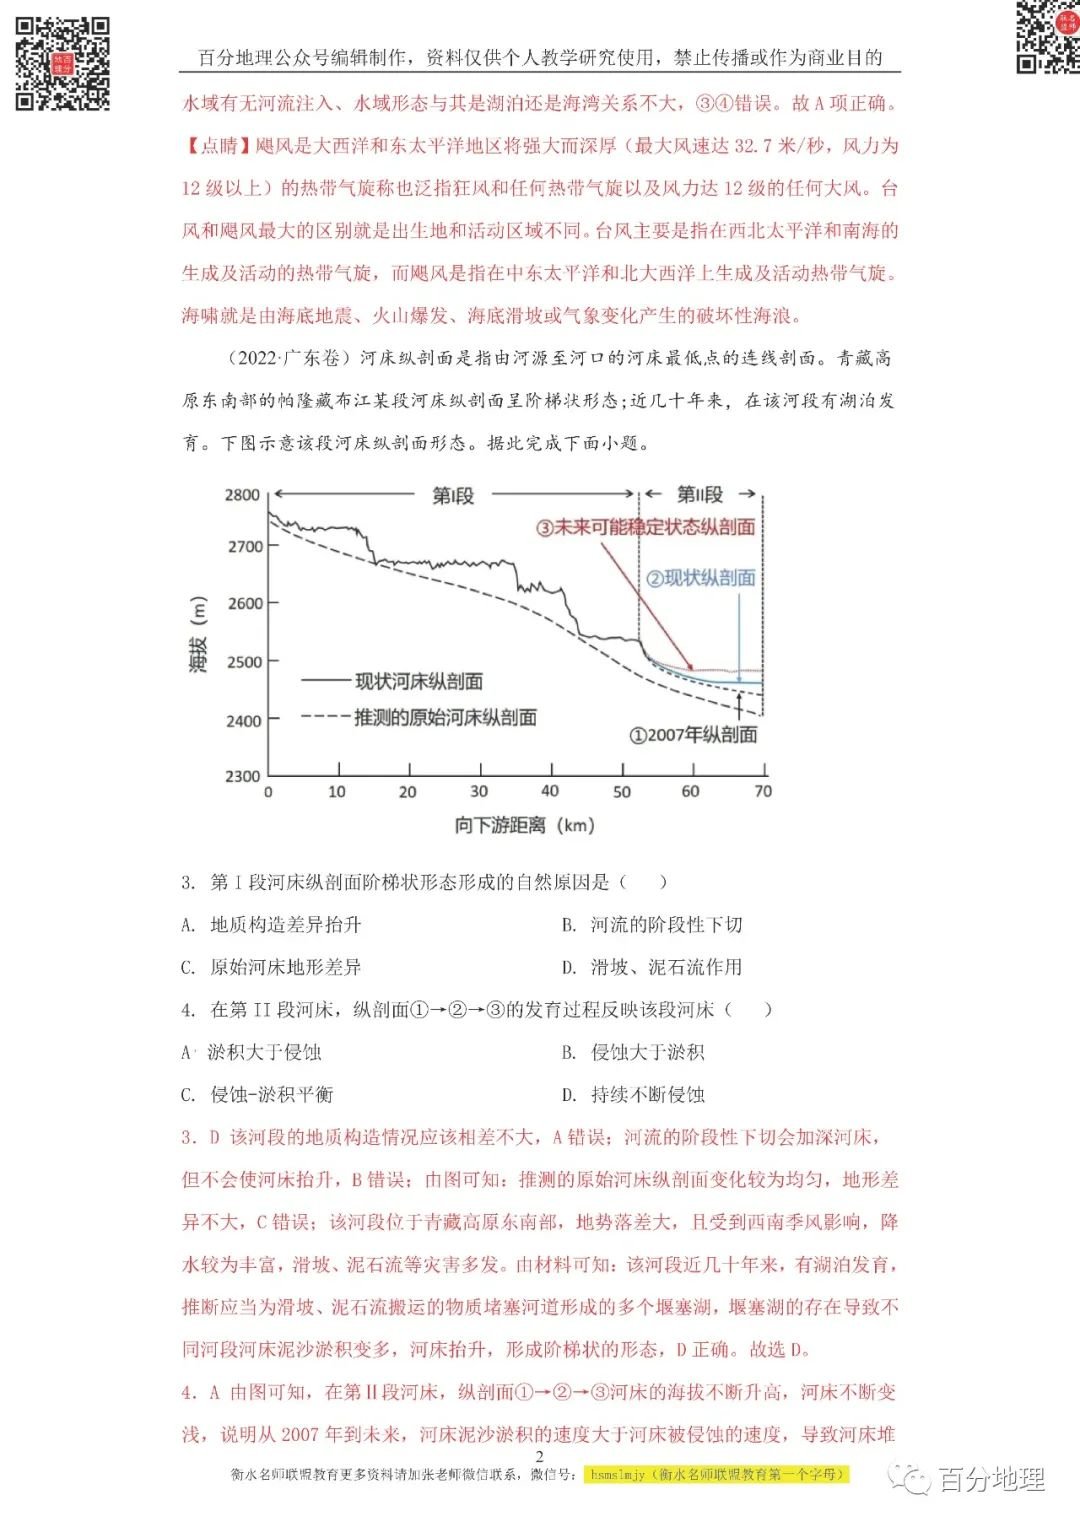 百分地理公众号编辑制作，资料仅供个人教学研究使用，禁止传播或作为商业目的
水域有无河流注入、水域形态与其是湖泊还是海湾关系不大，③④错误。故 A 项正确。
【点睛】飓风是大西洋和东太平洋地区将强大而深厚（最大风速达 32.7 米/秒，风力为
12 级以上）的热带气旋称也泛指狂风和任何热带气旋以及风力达 12 级的任何大风。台
风和飓风最大的区别就是出生地和活动区域不同。台风主要是指在西北太平洋和南海的
生成及活动的热带气旋，而飓风是指在中东太平洋和北大西洋上生成及活动热带气旋。
海啸就是由海底地震、火山爆发、海底滑坡或气象变化产生的破坏性海浪。
（2022·广东卷）河床纵剖面是指由河源至河口的河床最低点的连线剖面。青藏高
原东南部的帕隆藏布江某段河床纵剖面呈阶梯状形态;近几十年来，在该河段有湖泊发
育。下图示意该段河床纵剖面形态。据此完成下面小题。
第I段
第II段
③未来可能稳定状态纵剖面
②现状纵剖面
①2007年纵剖面
现状河床纵剖面
推测的原始河床纵剖面
海拔（m）
2800
2700
2600
2500
2400
2300
0 10 20 30 40 50 60 70
向下游距离（km）
3. 第 I 段河床纵剖面阶梯状形态形成的自然原因是（ ）
A. 地质构造差异抬升 B. 河流的阶段性下切
C. 原始河床地形差异 D. 滑坡、泥石流作用
4. 在第 II 段河床，纵剖面①→②→③的发育过程反映该段河床（ ）
A. 淤积大于侵蚀 B. 侵蚀大于淤积
C. 侵蚀-淤积平衡 D. 持续不断侵蚀
3．D 该河段的地质构造情况应该相差不大，A 错误；河流的阶段性下切会加深河床，
但不会使河床抬升，B 错误；由图可知：推测的原始河床纵剖面变化较为均匀，地形差
异不大，C 错误；该河段位于青藏高原东南部，地势落差大，且受到西南季风影响，降
水较为丰富，滑坡、泥石流等灾害多发。由材料可知：该河段近几十年来，有湖泊发育，
推断应当为滑坡、泥石流搬运的物质堵塞河道形成的多个堰塞湖，堰塞湖的存在导致不
同河段河床泥沙淤积变多，河床抬升，形成阶梯状的形态，D 正确。故选 D。
4．A 由图可知，在第Ⅱ段河床，纵剖面①→②→③河床的海拔不断升高，河床不断变
浅，说明从 2007 年到未来，河床泥沙淤积的速度大于河床被侵蚀的速度，导致河床堆
2
衡水名师联盟教育更多资料请加张老师微信联系，微信号： hsmslmjy（衡水名师联盟教育第一个字母）
百分地理